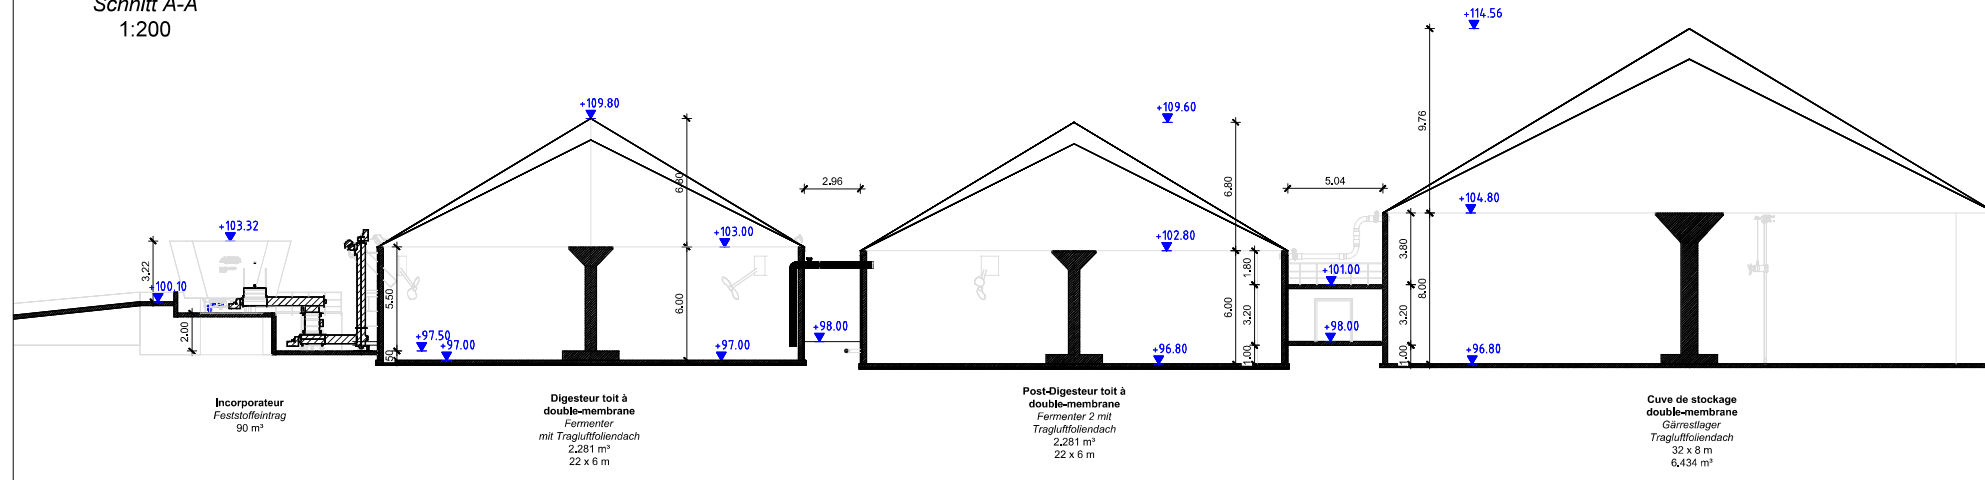 Schnitt A-A
1:200
+103.32
3.22
+100.10
2.00
+109.80
6.80
+103.00
5.50
6.00
+97.50
+97.00
+97.00
.50
2.96
+98.00
+109.60
6.80
+102.80
1.80
6.00
3.20
1.00
+96.80
5.04
+101.00
+98.00
+114.56
9.76
+104.80
3.80
8.00
3.20
1.00
+96.80
Incorporateur
Feststoffeintrag
90 m³
Digesteur toit à
double-membrane
Fermenter
mit Tragluftfoliendach
2.281 m³
22 x 6 m
Post-Digesteur toit à
double-membrane
Fermenter 2 mit
Tragluftfoliendach
2.281 m³
22 x 6 m
Cuve de stockage
double-membrane
Gärrestlager
Tragluftfoliendach
32 x 8 m
6.434 m³